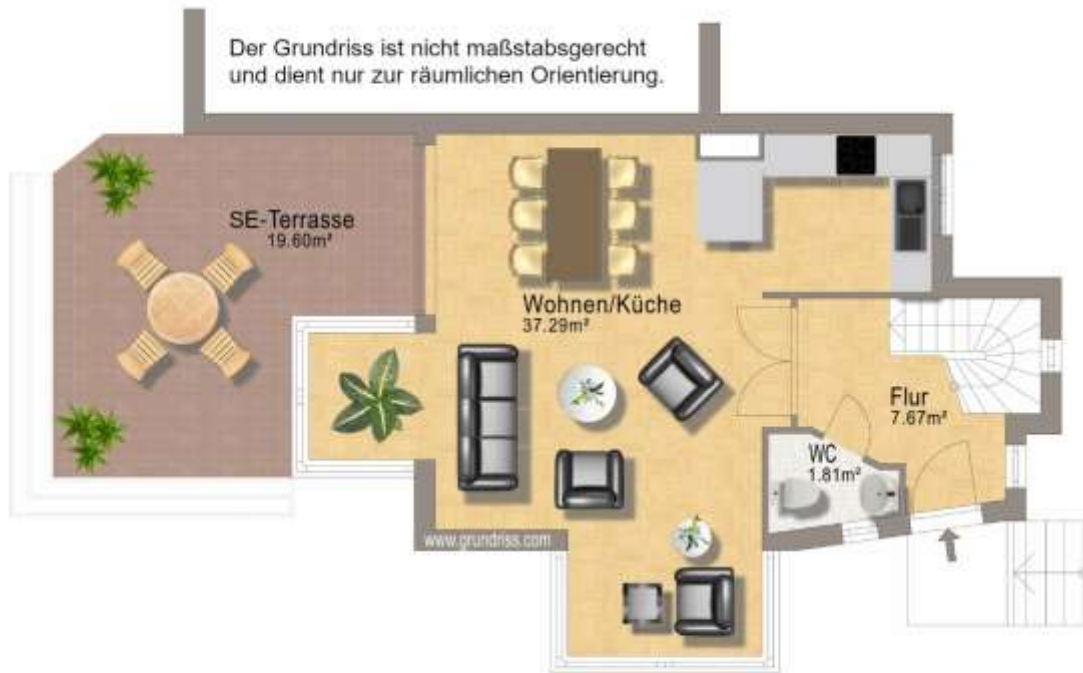 Der Grundriss ist nicht maßstabsgerecht
und dient nur zur räumlichen Orientierung.
SE-Terrasse
19.60m²
Wohnen/Küche
37.29m²
Flur
7.67m²
WC
1.81m²
www.grundriss.com